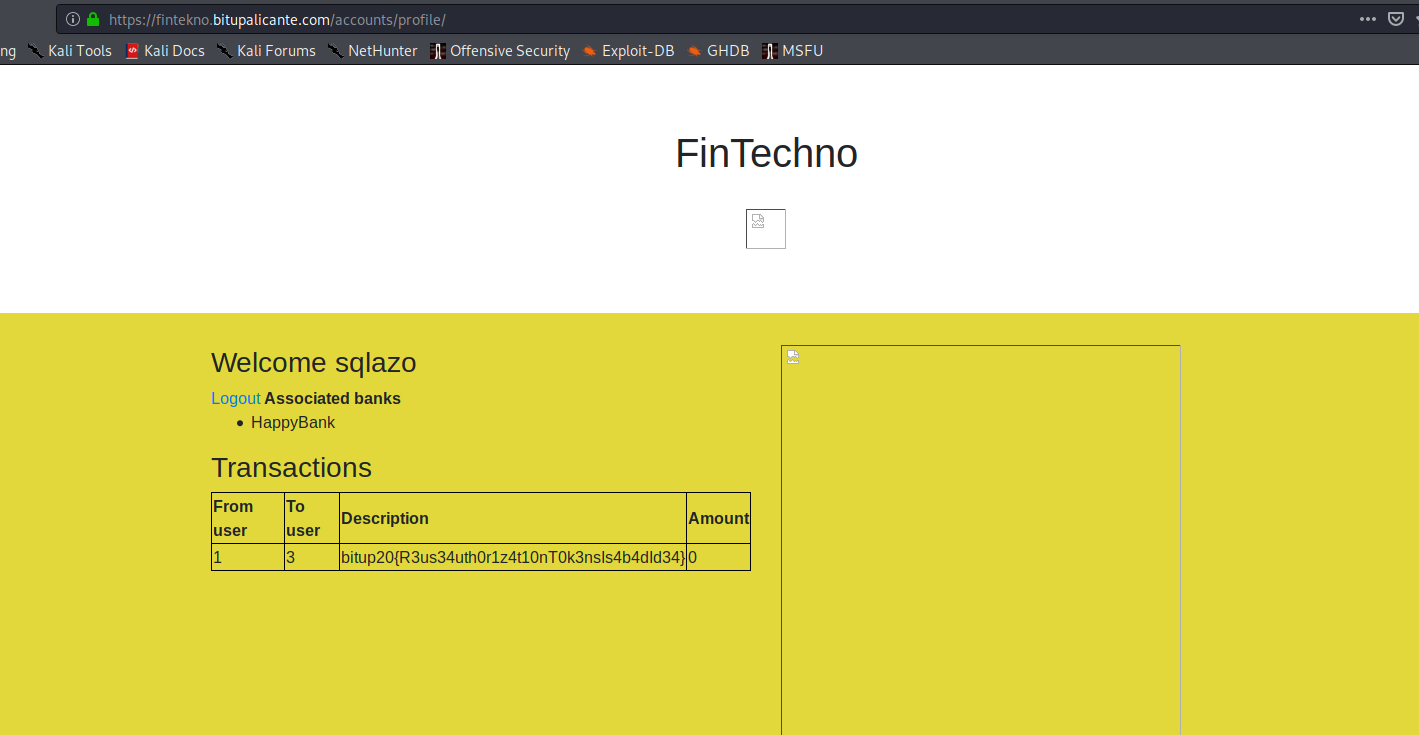 https://fintekno.bitupalicante.com/accounts/profile/
ng Kali Tools Kali Docs Kali Forums NetHunter Offensive Security Exploit-DB GHDB MSFU
FinTechno
Welcome sqlazo
Logout Associated banks
HappyBank
Transactions
From user To user Description Amount
1 3 bitup20{R3us34uth0r1z4t10nT0k3nsIs4b4dId34} 0